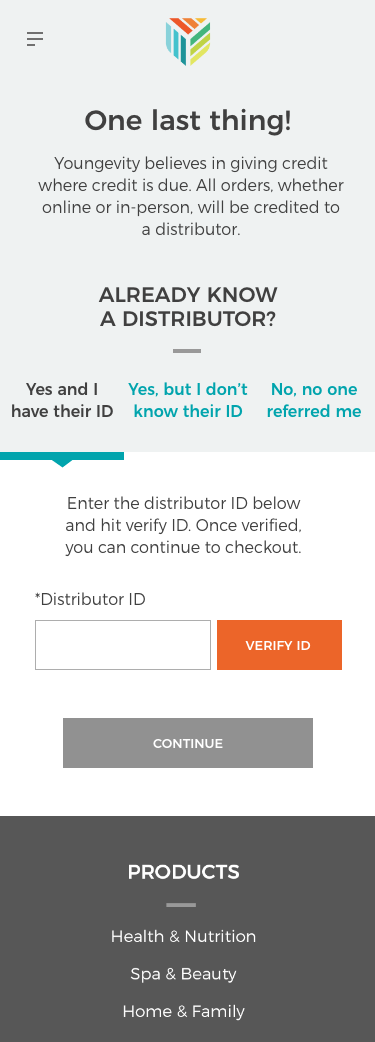 One last thing!
Youngevity believes in giving credit
where credit is due. All orders, whether
online or in-person, will be credited to
a distributor.
ALREADY KNOW
A DISTRIBUTOR?
Yes and I
have their ID
Yes, but I don't
know their ID
No, no one
referred me
Enter the distributor ID below
and hit verify ID. Once verified,
you can continue to checkout.
*Distributor ID
VERIFY ID
CONTINUE
PRODUCTS
Health & Nutrition
Spa & Beauty
Home & Family